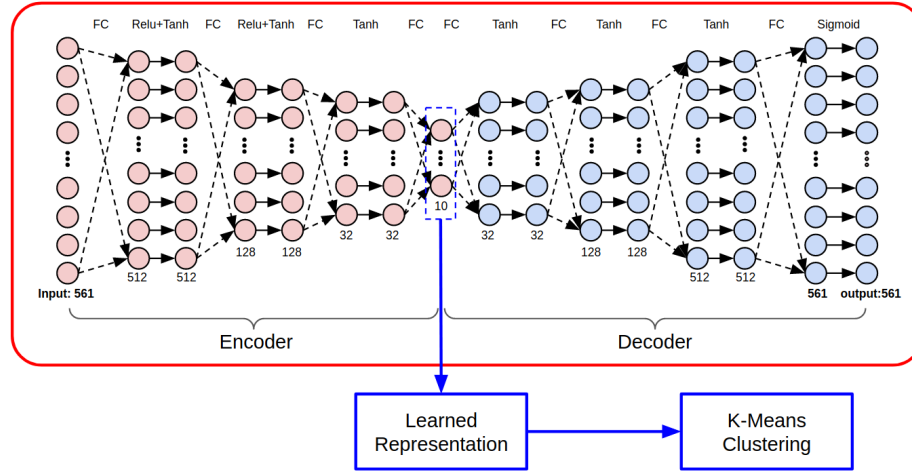 FC Relu+Tanh FC Relu+Tanh FC Tanh FC FC Tanh FC Tanh FC Tanh FC Sigmoid
10
32 32 32 32
128 128 128 128
512 512 512 512
Input: 561 561 output:561
Encoder Decoder
Learned
Representation
K-Means
Clustering